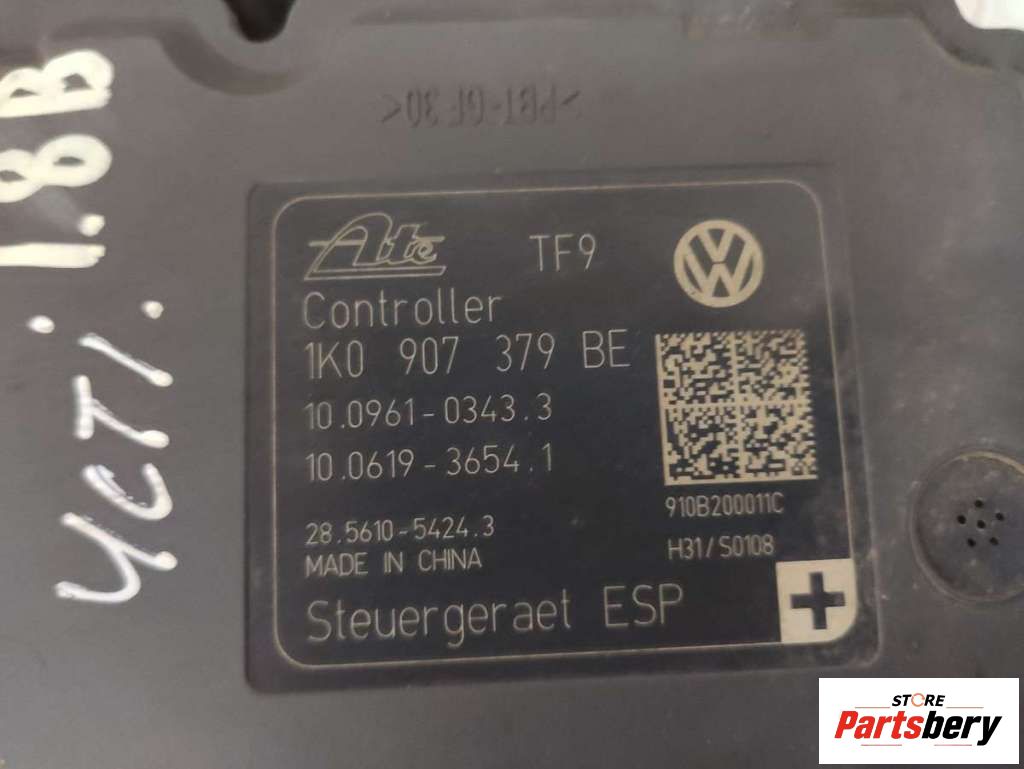 >PBT-GF30<
Ate
TF9
Controller
1K0 907 379 BE
10.0961-0343.3
10.0619-3654.1
910B200011C
28.5610-5424.3
H31/S0108
MADE IN CHINA
Steuergeraet ESP
Yeti. 1.8B
STORE
Partsbery